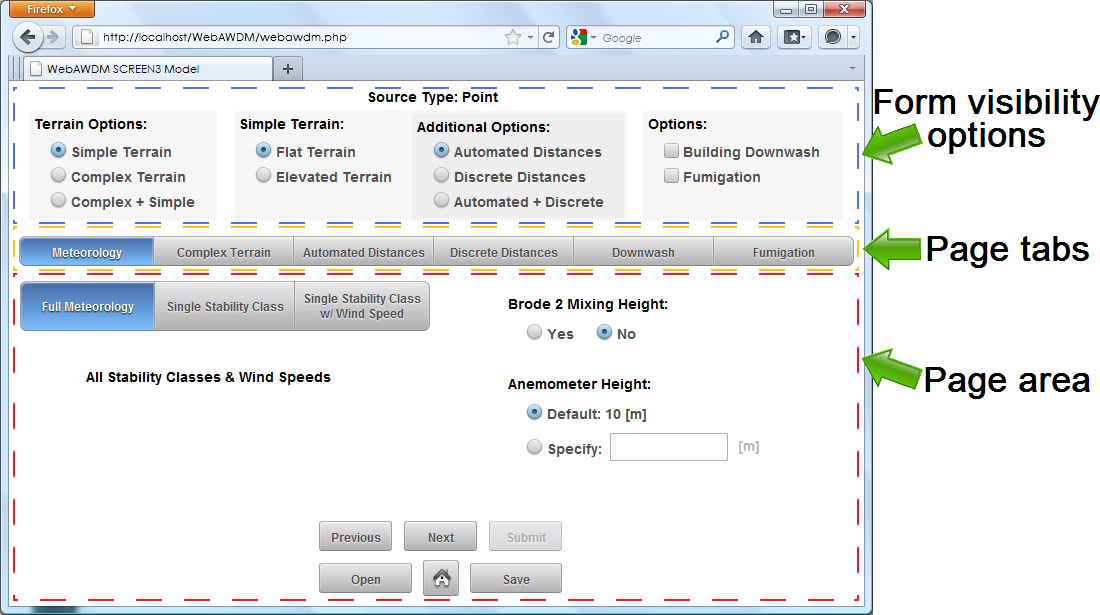 Firefox
http://localhost/WebAWDM/webawdm.php
Google
WebAWDM SCREEN3 Model
Source Type: Point
Terrain Options:
Simple Terrain
Complex Terrain
Complex + Simple
Simple Terrain:
Flat Terrain
Elevated Terrain
Additional Options:
Automated Distances
Discrete Distances
Automated + Discrete
Options:
Building Downwash
Fumigation
Form visibility
options
Meteorology
Complex Terrain
Automated Distances
Discrete Distances
Downwash
Fumigation
Page tabs
Full Meteorology
Single Stability Class
Single Stability Class
w/ Wind Speed
All Stability Classes & Wind Speeds
Brode 2 Mixing Height:
Yes
No
Anemometer Height:
Default: 10 [m]
Specify:
[m]
Page area
Previous
Next
Submit
Open
Save